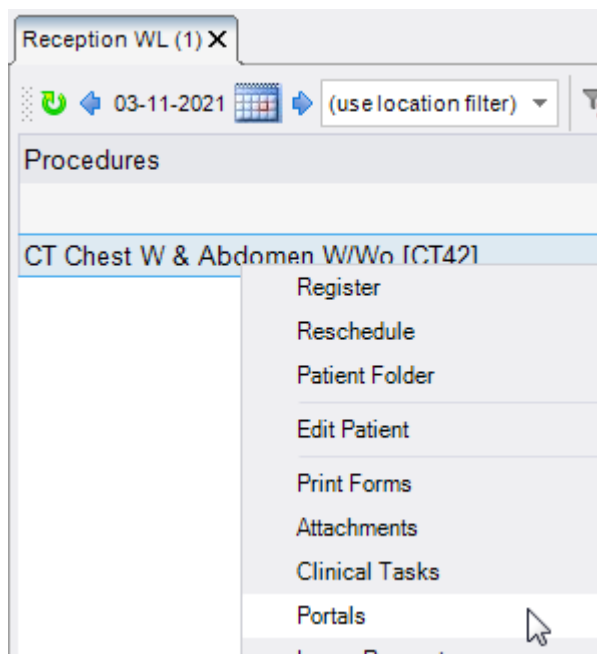 Reception WL (1) X
03-11-2021 (use location filter)
Procedures
CT Chest W & Abdomen W/Wo [CT42]
Register
Reschedule
Patient Folder
Edit Patient
Print Forms
Attachments
Clinical Tasks
Portals